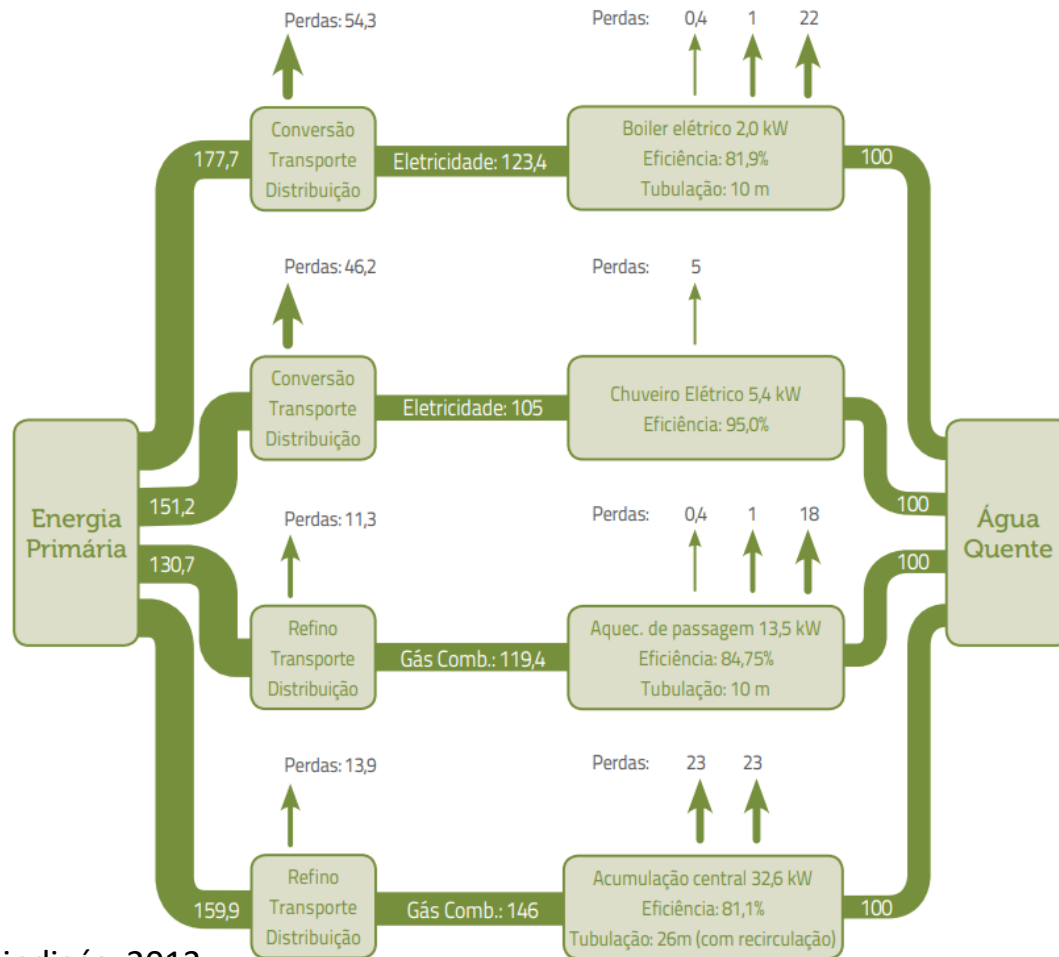 Perdas: 54,3
Perdas: 0,4 1 22
Conversão
Transporte
Distribuição
177,7
Eletricidade: 123,4
Boiler elétrico 2,0 kW
Eficiência: 81,9%
Tubulação: 10 m
100
Perdas: 46,2
Perdas: 5
Conversão
Transporte
Distribuição
Eletricidade: 105
Chuveiro Elétrico 5,4 kW
Eficiência: 95,0%
Energia
Primária
151,2
100
Água
Quente
130,7
100
Perdas: 11,3
Perdas: 0,4 1 18
Refino
Transporte
Distribuição
Gás Comb.: 119,4
Aquec. de passagem 13,5 kW
Eficiência: 84,75%
Tubulação: 10 m
Perdas: 13,9
Perdas: 23 23
Refino
Transporte
Distribuição
159,9
Gás Comb.: 146
Acumulação central 32,6 kW
Eficiência: 81,1%
Tubulação: 26m (com recirculação)
100